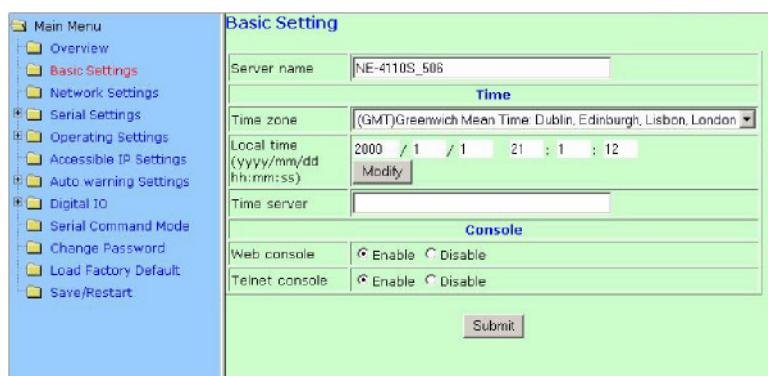 Main Menu
Overview
Basic Settings
Network Settings
Serial Settings
Operating Settings
Accessible IP Settings
Auto warning Settings
Digital IO
Serial Command Mode
Change Password
Load Factory Default
Save/Restart
Basic Setting
Server name NE-4110S_506
Time
Time zone (GMT)Greenwich Mean Time: Dublin, Edinburgh, Lisbon, London
Local time
(yyyy/mm/dd
hh:mm:ss)
2000 / 1 / 1 21 : 1 : 12
Modify
Time server
Console
Web console Enable Disable
Telnet console Enable Disable
Submit